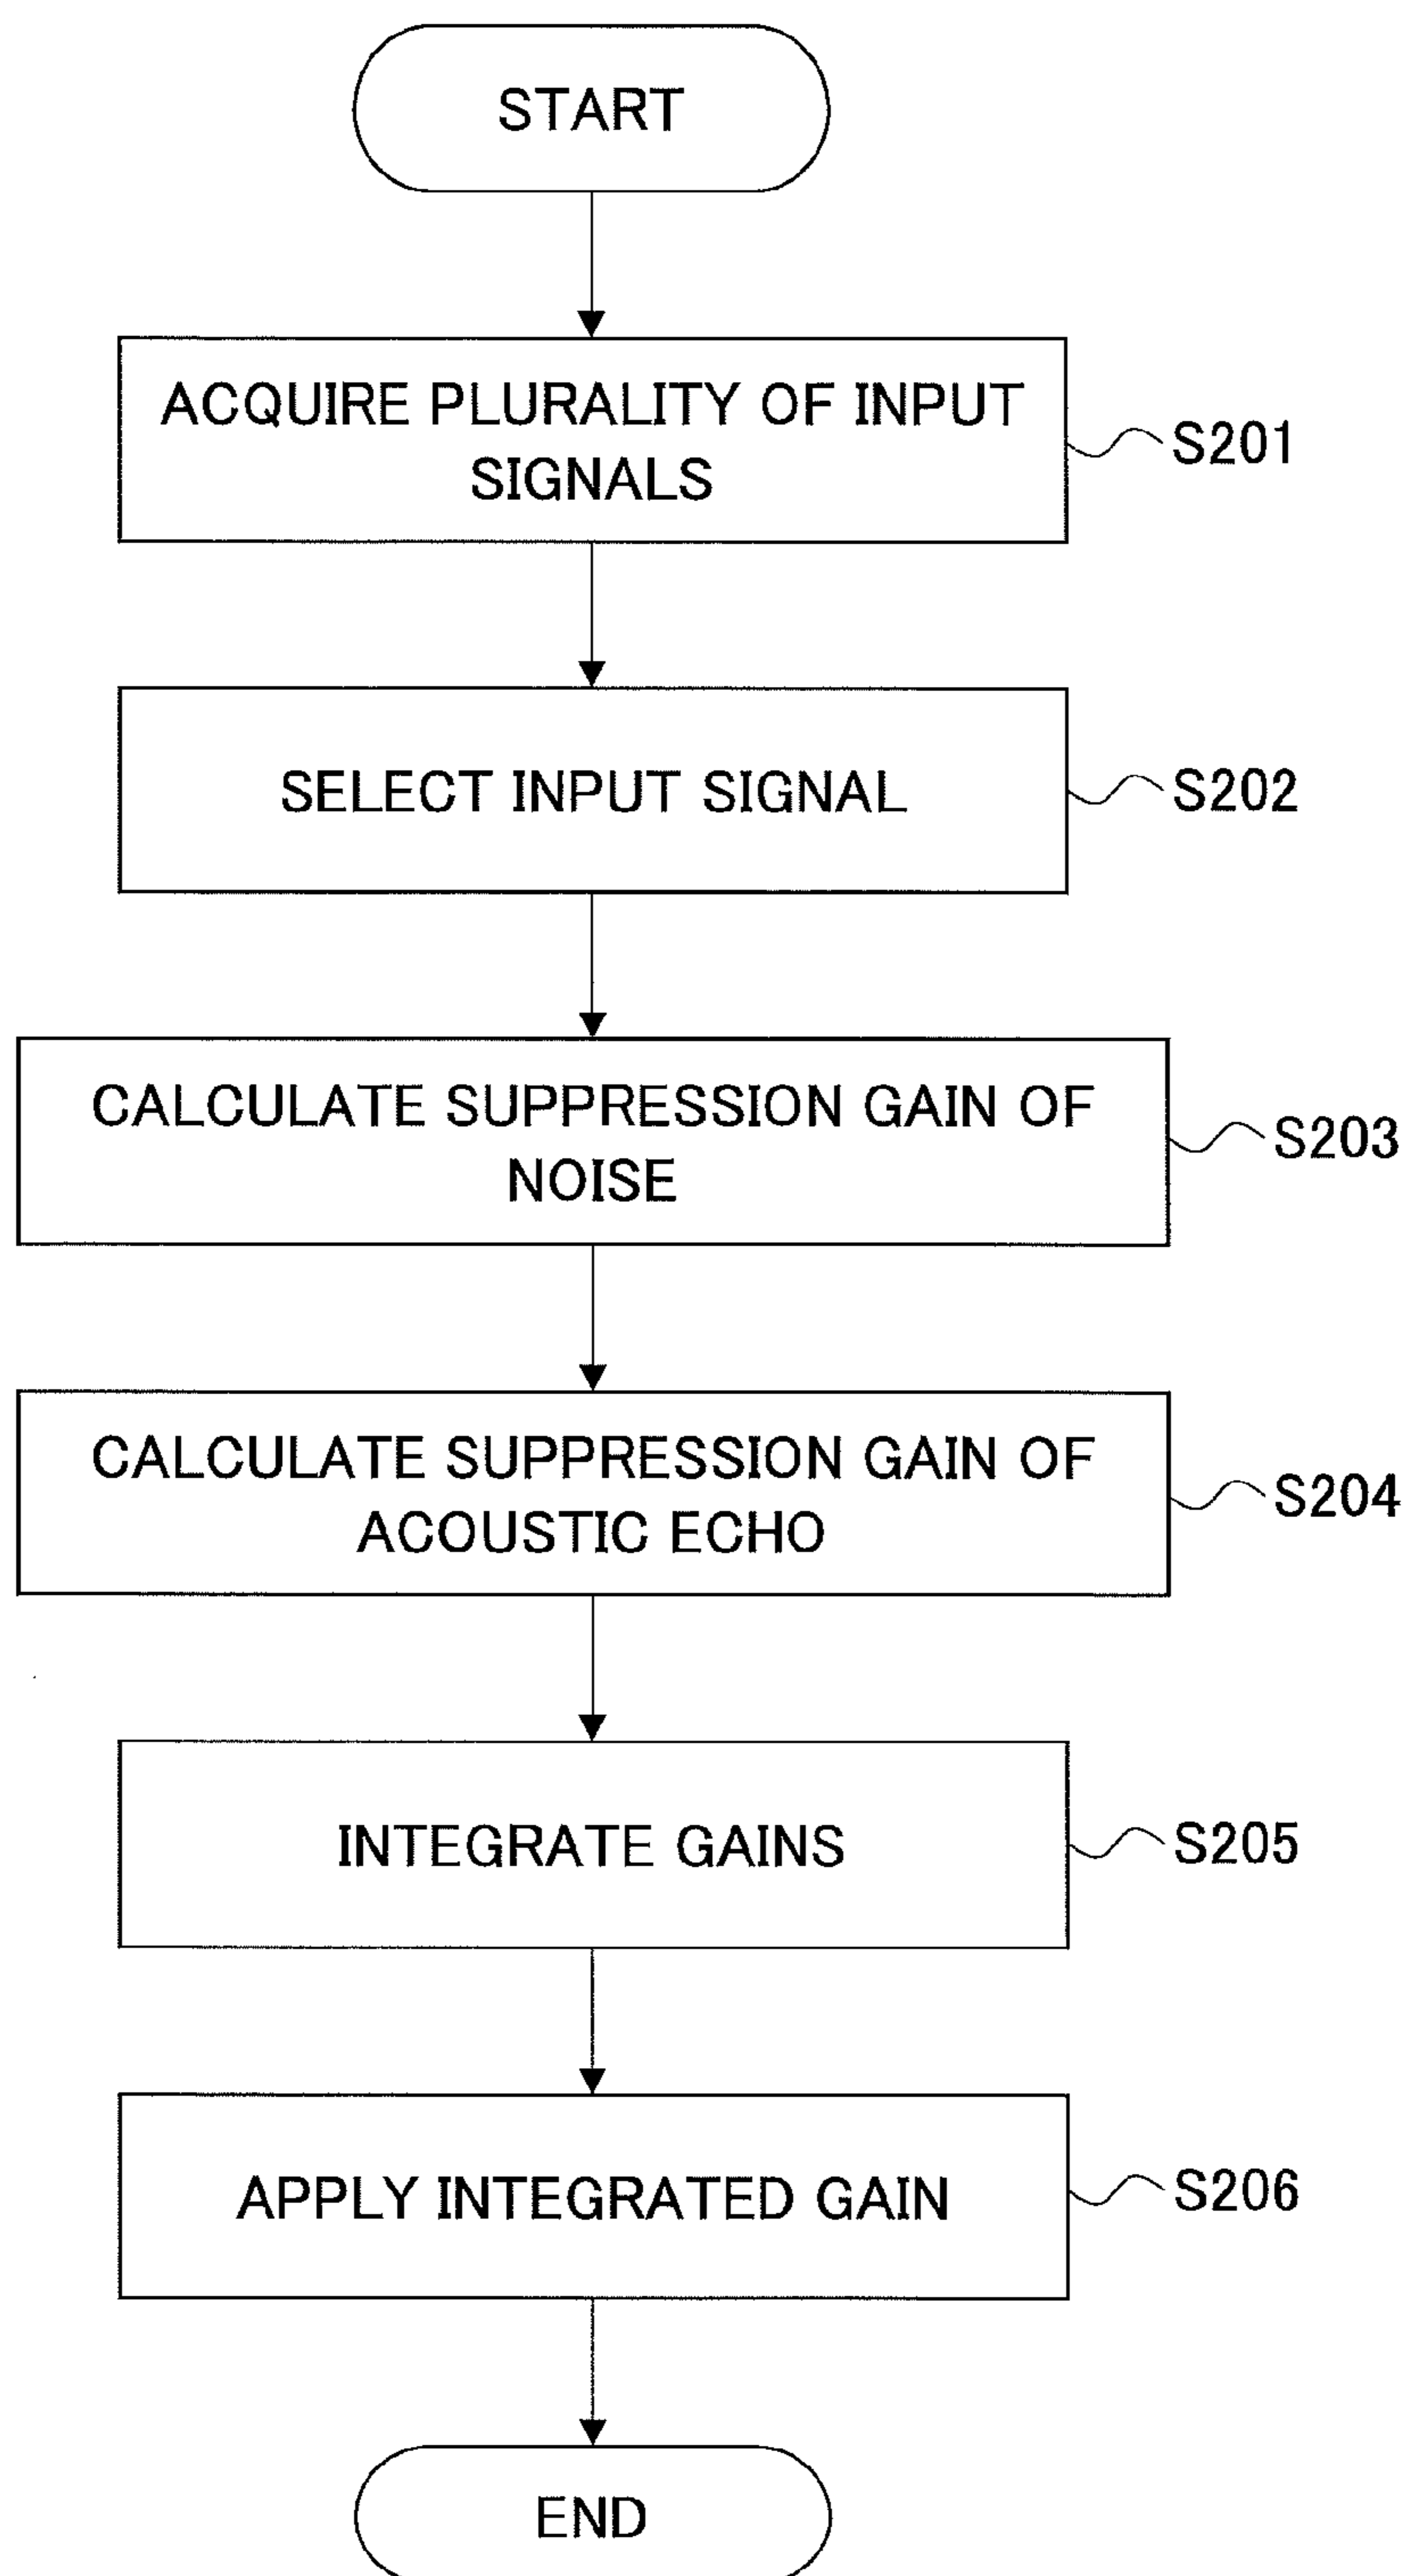 START
ACQUIRE PLURALITY OF INPUT
SIGNALS
S201
SELECT INPUT SIGNAL
S202
CALCULATE SUPPRESSION GAIN OF
NOISE
S203
CALCULATE SUPPRESSION GAIN OF
ACOUSTIC ECHO
S204
INTEGRATE GAINS
S205
APPLY INTEGRATED GAIN
S206
END